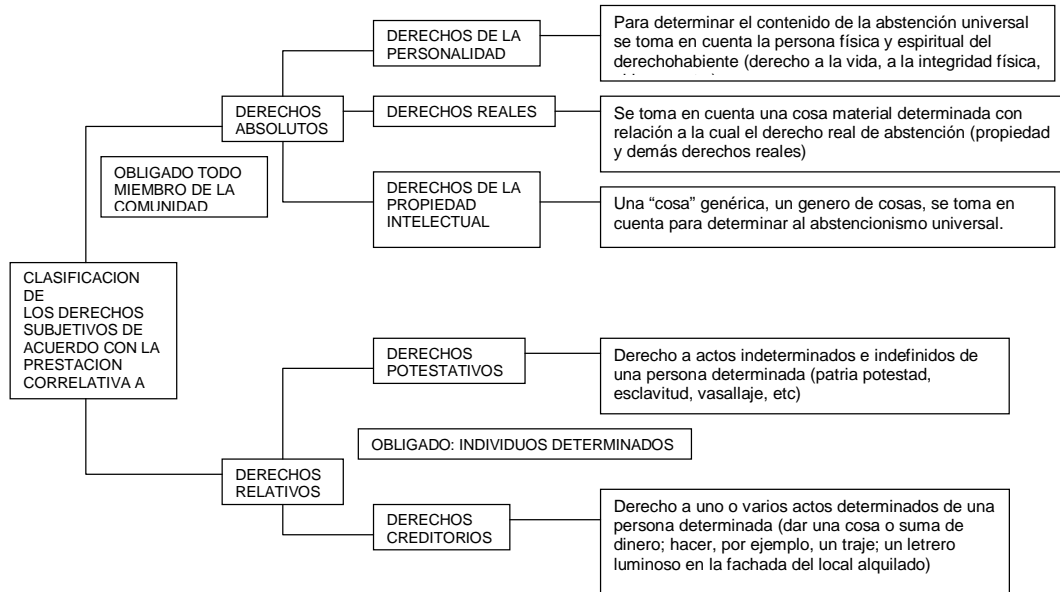 DERECHOS DE LA
PERSONALIDAD
Para determinar el contenido de la abstención universal
se toma en cuenta la persona física y espiritual del
derechohabiente (derecho a la vida, a la integridad física,
DERECHOS
ABSOLUTOS
DERECHOS REALES
Se toma en cuenta una cosa material determinada con
relación a la cual el derecho real de abstención (propiedad
y demás derechos reales)
OBLIGADO TODO
MIEMBRO DE LA
COMUNIDAD
DERECHOS DE LA
PROPIEDAD
INTELECTUAL
Una “cosa” genérica, un genero de cosas, se toma en
cuenta para determinar al abstencionismo universal.
CLASIFICACION
DE
LOS DERECHOS
SUBJETIVOS DE
ACUERDO CON LA
PRESTACION
CORRELATIVA A
DERECHOS
POTESTATIVOS
Derecho a actos indeterminados e indefinidos de
una persona determinada (patria potestad,
esclavitud, vasallaje, etc)
OBLIGADO: INDIVIDUOS DETERMINADOS
DERECHOS
RELATIVOS
DERECHOS
CREDITORIOS
Derecho a uno o varios actos determinados de una
persona determinada (dar una cosa o suma de
dinero; hacer, por ejemplo, un traje; un letrero
luminoso en la fachada del local alquilado)